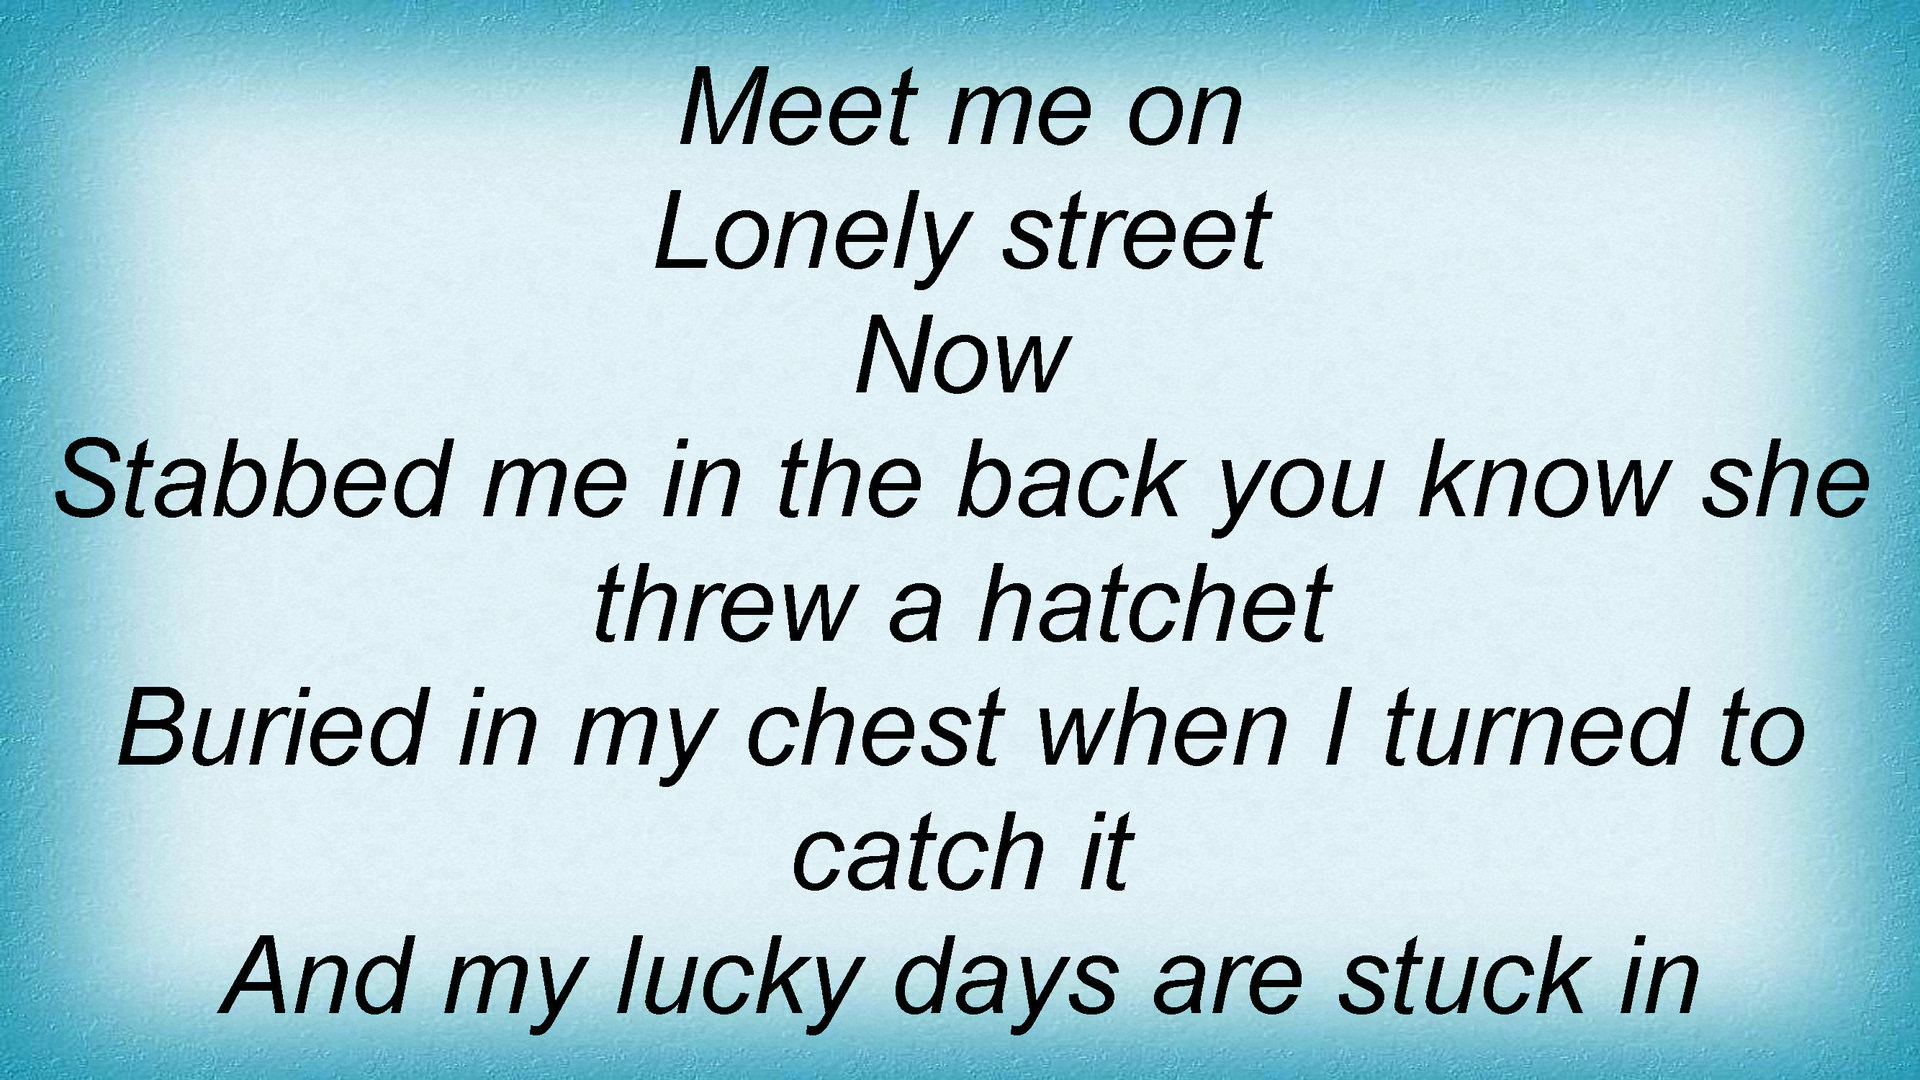 Meet me on
Lonely street
Now
Stabbed me in the back you know she
threw a hatchet
Buried in my chest when I turned to
catch it
And my lucky days are stuck in